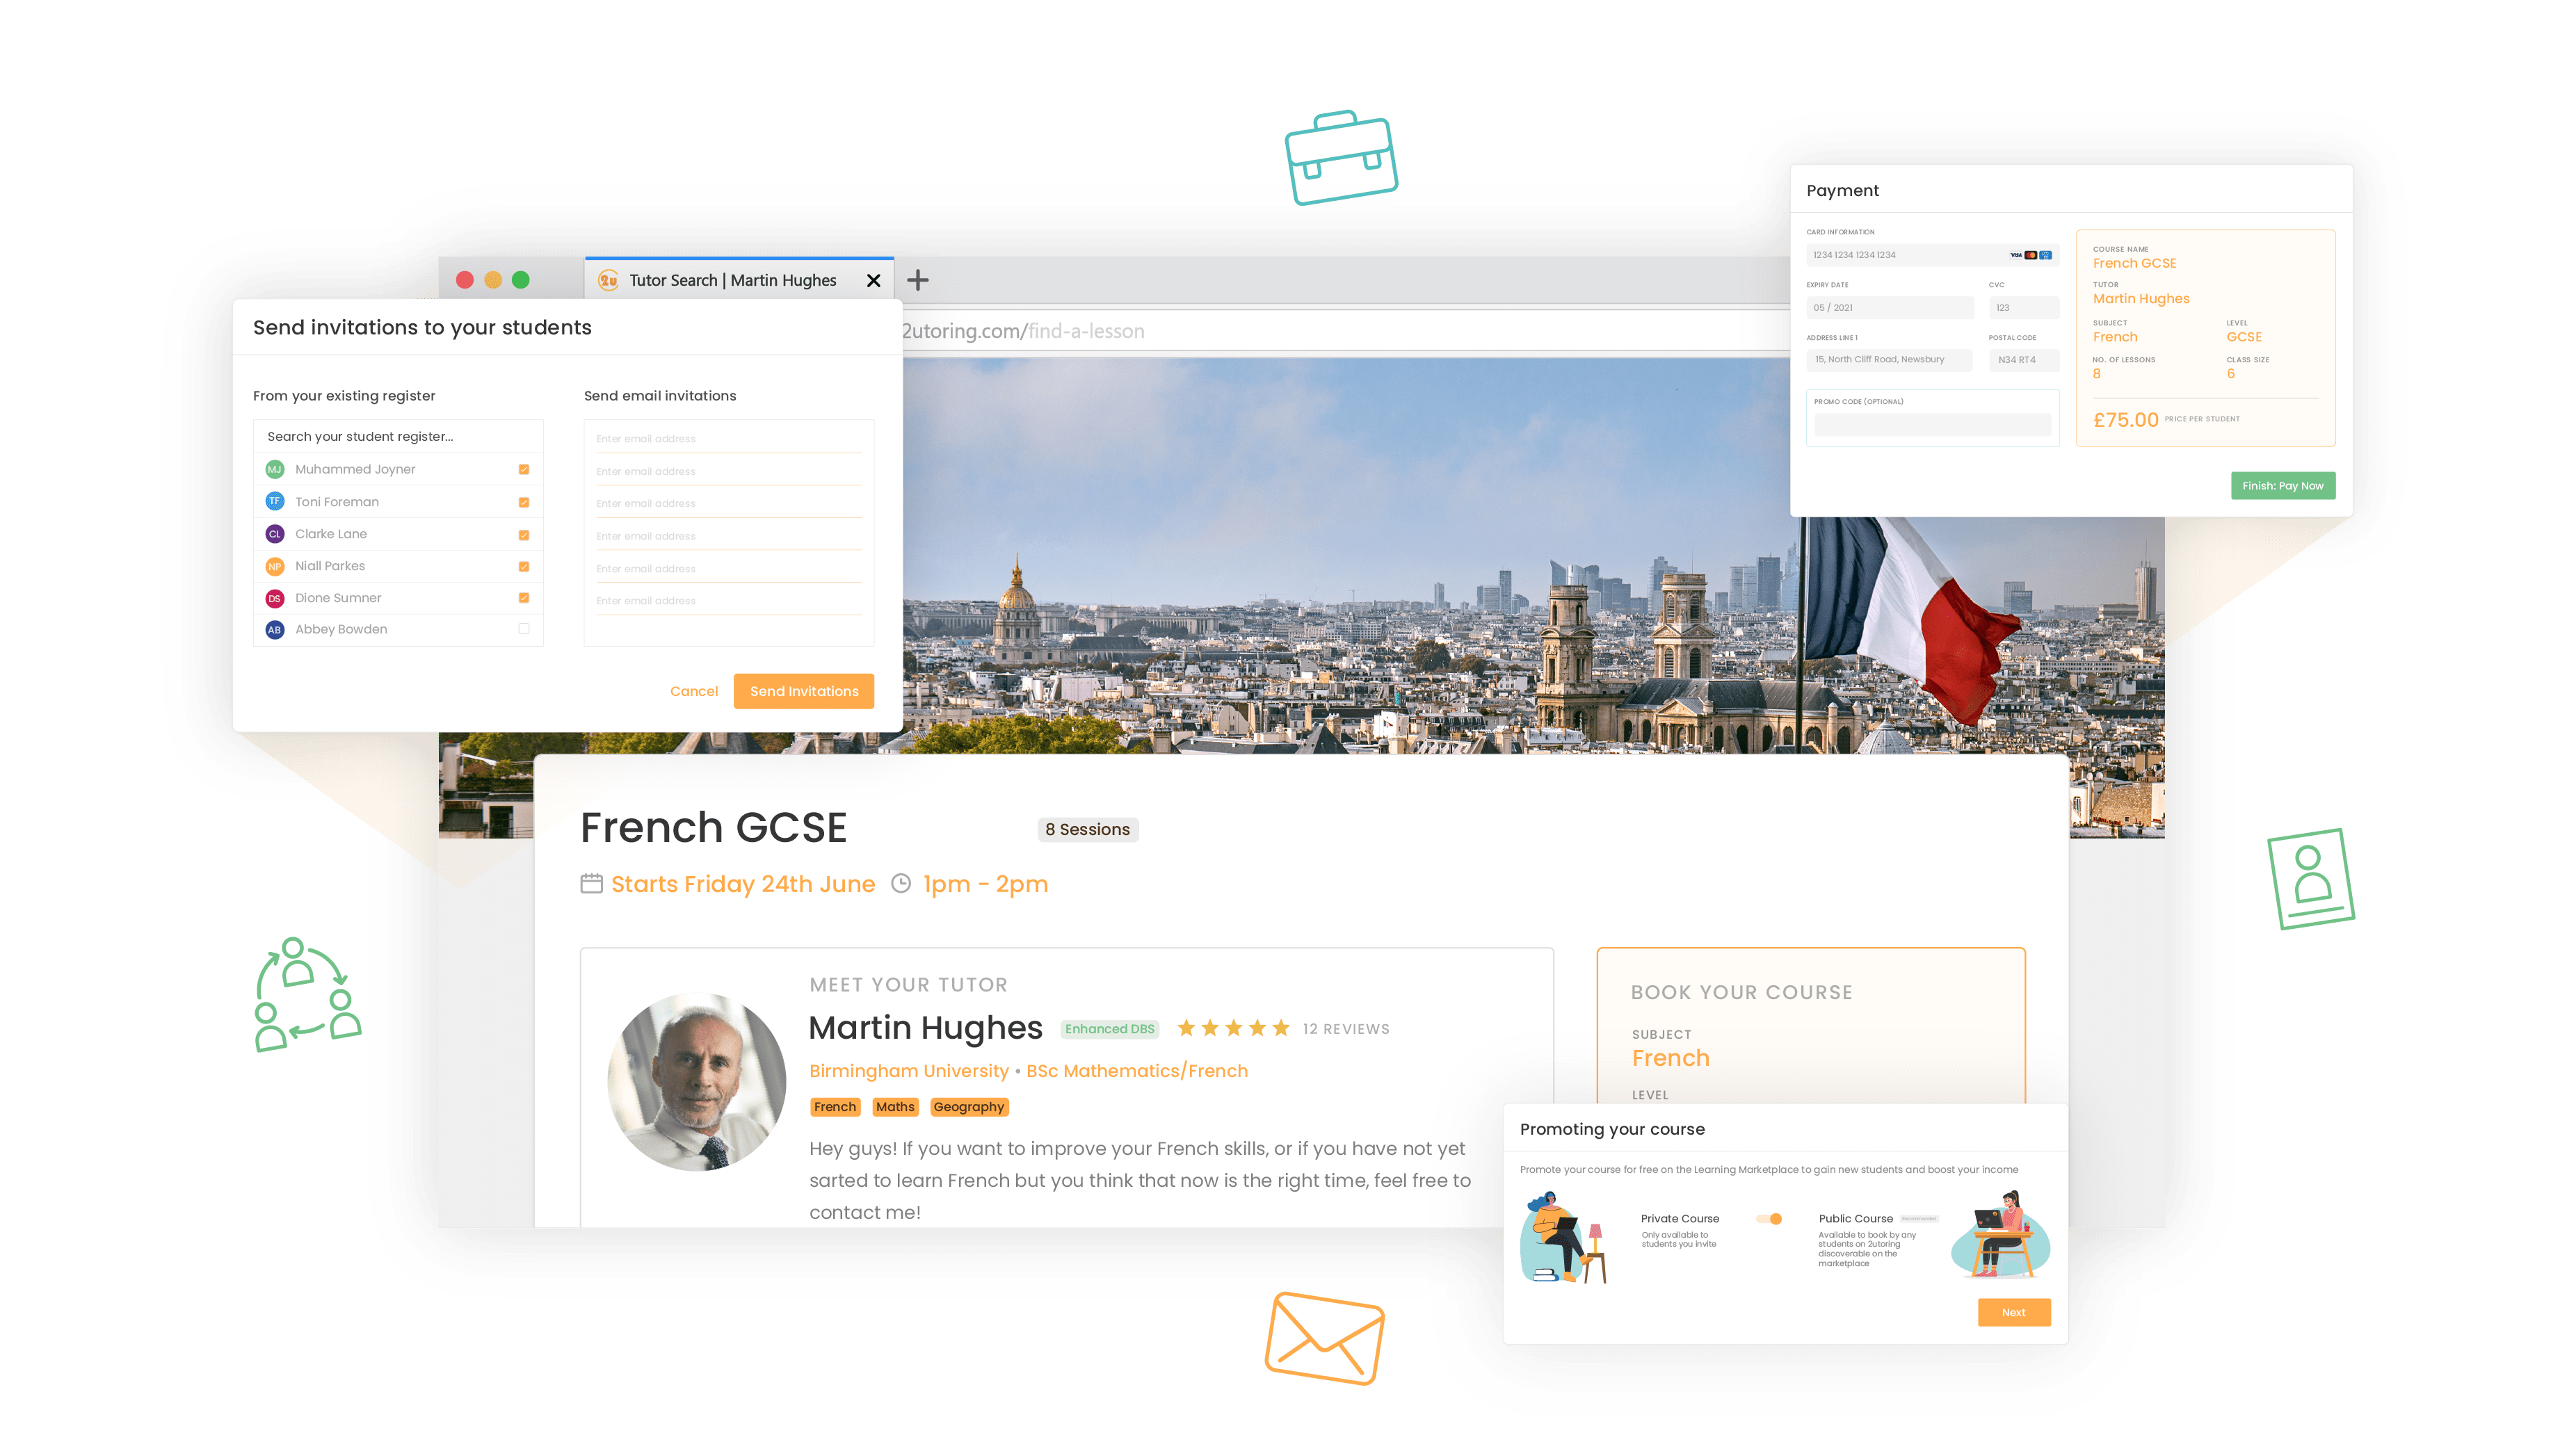 Payment
CARD INFORMATION
1234 1234 1234 1234
VISA
EXPIRY DATE
CVC
05 / 2021
123
ADDRESS LINE 1
POSTAL CODE
15, North Cliff Road, Newsbury
N34 RT4
PROMO CODE (OPTIONAL)
COURSE NAME
French GCSE
TUTOR
Martin Hughes
SUBJECT
LEVEL
French
GCSE
NO. OF LESSONS
CLASS SIZE
8
6
£75.00 PRICE PER STUDENT
Finish: Pay Now
2u Tutor Search | Martin Hughes
2utoring.com/find-a-lesson
Send invitations to your students
From your existing register
Search your student register...
MJ Muhammed Joyner
TF Toni Foreman
CL Clarke Lane
NP Niall Parkes
DS Dione Sumner
AB Abbey Bowden
Send email invitations
Enter email address
Enter email address
Enter email address
Enter email address
Enter email address
Enter email address
Cancel
Send Invitations
French GCSE
8 Sessions
Starts Friday 24th June
1pm - 2pm
MEET YOUR TUTOR
Martin Hughes
Enhanced DBS
12 REVIEWS
Birmingham University • BSc Mathematics/French
French
Maths
Geography
Hey guys! If you want to improve your French skills, or if you have not yet
sarted to learn French but you think that now is the right time, feel free to
contact me!
BOOK YOUR COURSE
SUBJECT
French
LEVEL
Promoting your course
Promote your course for free on the Learning Marketplace to gain new students and boost your income
Private Course
Only available to
students you invite
Public Course
Recommended
Available to book by any
students on 2utoring
discoverable on the
marketplace
Next